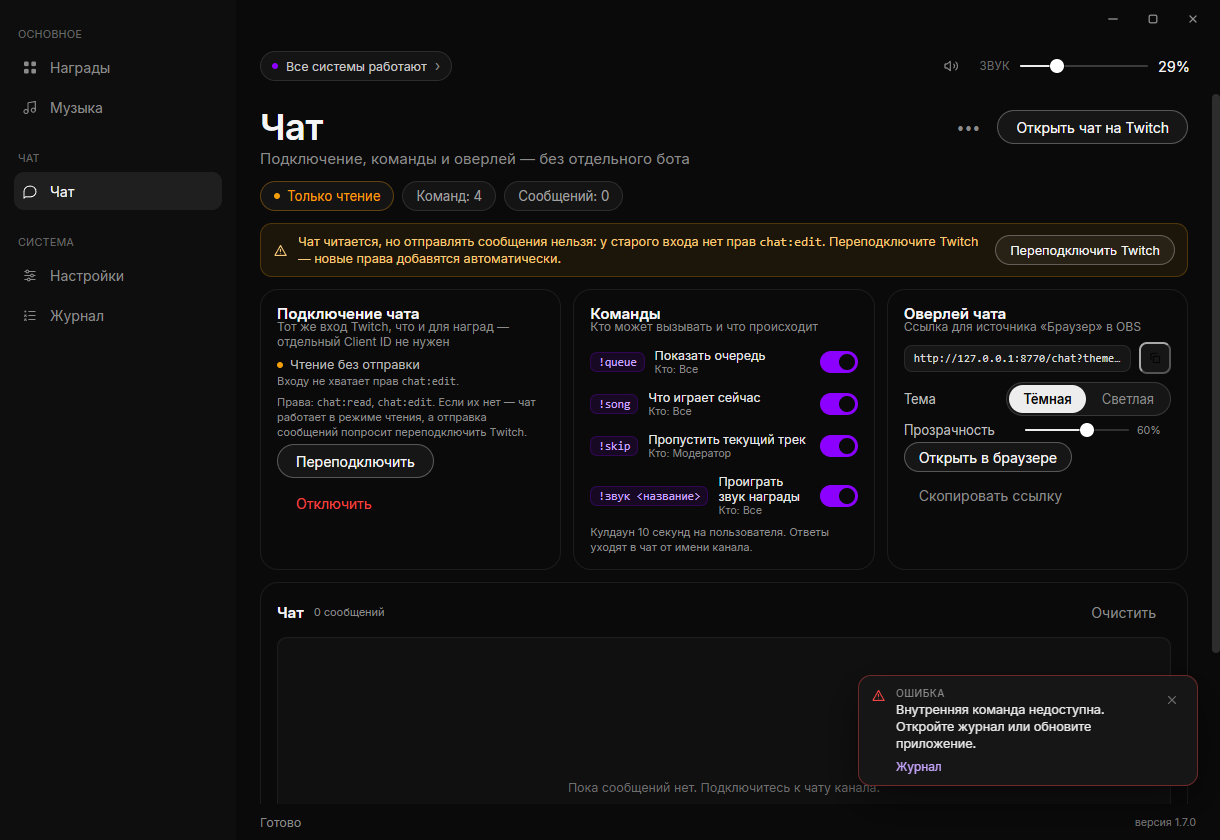 ОСНОВНОЕ
Награды
Музыка
ЧАТ
Чат
СИСТЕМА
Настройки
Журнал
Все системы работают ›
ЗВУК
29%
Чат
Подключение, команды и оверлей — без отдельного бота
Открыть чат на Twitch
Только чтение
Команд: 4
Сообщений: 0
Чат читается, но отправлять сообщения нельзя: у старого входа нет прав chat:edit. Переподключите Twitch
— новые права добавятся автоматически.
Переподключить Twitch
Подключение чата
Тот же вход Twitch, что и для наград —
отдельный Client ID не нужен
Чтение без отправки
Входу не хватает прав chat:edit.
Права: chat:read, chat:edit. Если их нет — чат
работает в режиме чтения, а отправка
сообщений попросит переподключить Twitch.
Переподключить
Отключить
Команды
Кто может вызывать и что происходит
!queue
Показать очередь
Кто: Все
!song
Что играет сейчас
Кто: Все
!skip
Пропустить текущий трек
Кто: Модератор
!звук <название>
Проиграть
звук награды
Кто: Все
Кулдаун 10 секунд на пользователя. Ответы
уходят в чат от имени канала.
Оверлей чата
Ссылка для источника «Браузер» в OBS
http://127.0.0.1:8770/chat?theme…
Тема
Тёмная
Светлая
Прозрачность
60%
Открыть в браузере
Скопировать ссылку
Чат
0 сообщений
Очистить
Пока сообщений нет. Подключитесь к чату канала.
ОШИБКА
Внутренняя команда недоступна.
Откройте журнал или обновите
приложение.
Журнал
Готово
версия 1.7.0